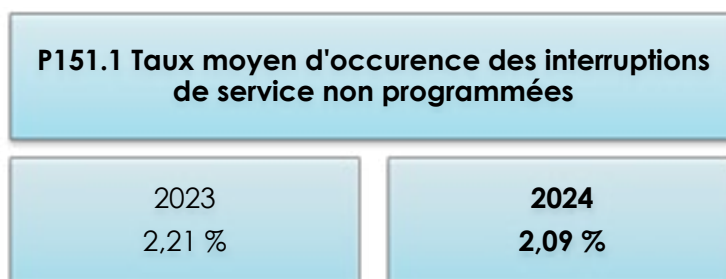 P151.1 Taux moyen d'occurence des interruptions
de service non programmées
2023
2,21 %
2024
2,09 %